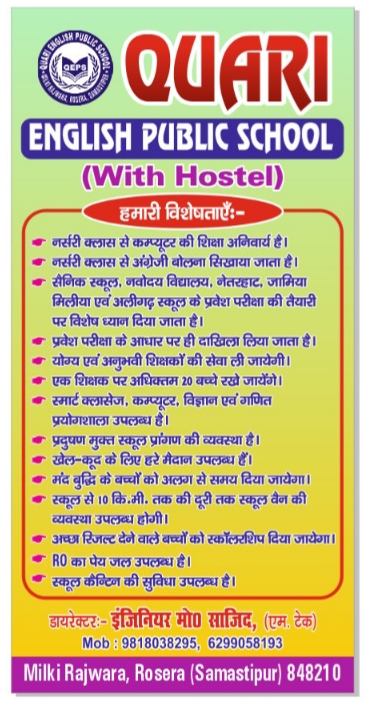 QUARI ENGLISH PUBLIC SCHOOL
QEPS
MILKI RAJWARA, ROSERA, SAMASTIPUR
QUARI
ENGLISH PUBLIC SCHOOL
(With Hostel)
हमारी विशेषताएँ:-
नर्सरी क्लास से कम्प्यूटर की शिक्षा अनिवार्य है।
नर्सरी क्लास से अंग्रेजी बोलना सिखाया जाता है।
सैनिक स्कूल, नवोदय विद्यालय, नेतरहाट, जामिया
मिलीया एवं अलीगढ़ स्कूल के प्रवेश परीक्षा की तैयारी
पर विशेष ध्यान दिया जाता है।
प्रवेश परीक्षा के आधार पर ही दाखिला लिया जाता है।
योग्य एवं अनुभवी शिक्षकों की सेवा ली जायेगी।
एक शिक्षक पर अधिक्तम 20 बच्चे रखे जायेंगे।
स्मार्ट क्लासेज, कम्प्यूटर, विज्ञान एवं गणित
प्रयोगशाला उपलब्ध है।
प्रदुषण मुक्त स्कूल प्रांगण की व्यवस्था है।
खेल-कूद के लिए हरे मैदान उपलब्ध हैं।
मंद बुद्धि के बच्चों को अलग से समय दिया जायेगा।
स्कूल से 10 कि.मी. तक की दूरी तक स्कूल वैन की
व्यवस्था उपलब्ध होगी।
अच्छा रिजल्ट देने वाले बच्चों को स्कॉलरशिप दिया जायेगा।
RO का पेय जल उपलब्ध है।
स्कूल कैन्टिन की सुविधा उपलब्ध है।
डायरेक्टर:- इंजिनियर मो0 साजिद, (एम. टेक)
Mob : 9818038295, 6299058193
Milki Rajwara, Rosera (Samastipur) 848210